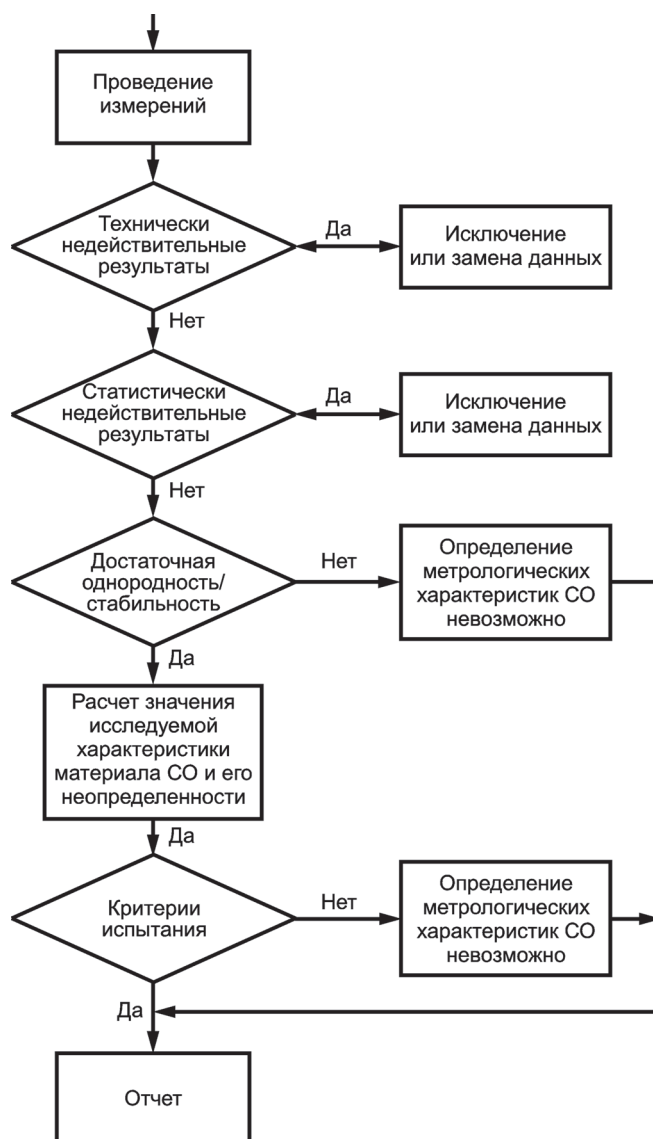 Проведение
измерений
Технически
недействительные
результаты
Да
Исключение
или замена данных
Нет
Статистически
недействительные
результаты
Да
Исключение
или замена данных
Нет
Достаточная
однородность/
стабильность
Нет
Определение
метрологических
характеристик СО
невозможно
Да
Расчет значения
исследуемой
характеристики
материала СО и его
неопределенности
Да
Критерии
испытания
Нет
Определение
метрологических
характеристик СО
невозможно
Да
Отчет